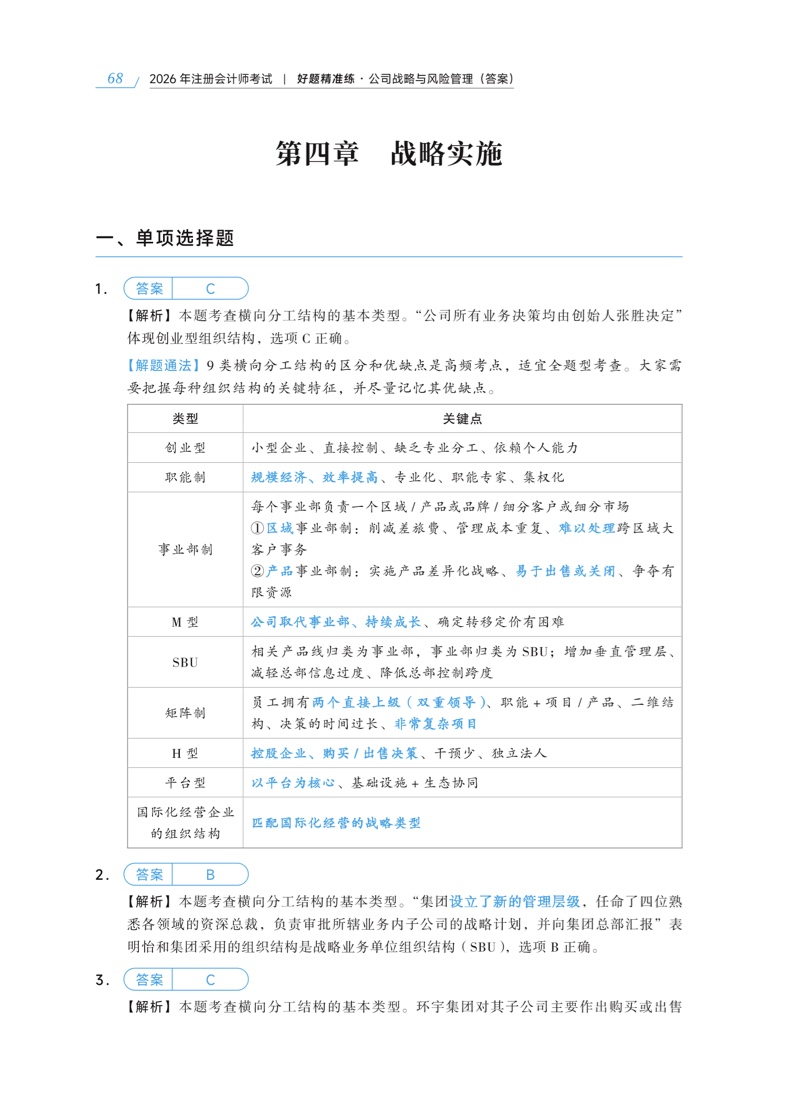 68 2026 年注册会计师考试 | 好题精准练·公司战略与风险管理（答案）
第四章 战略实施
一、单项选择题
1. 答案 C
【解析】本题考查横向分工结构的基本类型。“公司所有业务决策均由创始人张胜决定”
体现创业型组织结构，选项 C 正确。
【解题通法】9 类横向分工结构的区分和优缺点是高频考点，适宜全题型考查。大家需
要把握每种组织结构的关键特征，并尽量记忆其优缺点。
类型 关键点
创业型 小型企业、直接控制、缺乏专业分工、依赖个人能力
职能制 规模经济、效率提高、专业化、职能专家、集权化
事业部制 每个事业部负责一个区域 / 产品或品牌 / 细分客户或细分市场
①区域事业部制：削减差旅费、管理成本重复、难以处理跨区域大
客户事务
②产品事业部制：实施产品差异化战略、易于出售或关闭、争夺有
限资源
M 型 公司取代事业部、持续成长、确定转移定价有困难
SBU 相关产品线归类为事业部，事业部归类为 SBU；增加垂直管理层、
减轻总部信息过度、降低总部控制跨度
矩阵制 员工拥有两个直接上级（双重领导）、职能 + 项目 / 产品、二维结
构、决策的时间过长、非常复杂项目
H 型 控股企业、购买 / 出售决策、干预少、独立法人
平台型 以平台为核心、基础设施 + 生态协同
国际化经营企业
的组织结构 匹配国际化经营的战略类型
2. 答案 B
【解析】本题考查横向分工结构的基本类型。“集团设立了新的管理层级，任命了四位熟
悉各领域的资深总裁，负责审批所辖业务内子公司的战略计划，并向集团总部汇报”表
明怡和集团采用的组织结构是战略业务单位组织结构（SBU），选项 B 正确。
3. 答案 C
【解析】本题考查横向分工结构的基本类型。环宇集团对其子公司主要作出购买或出售